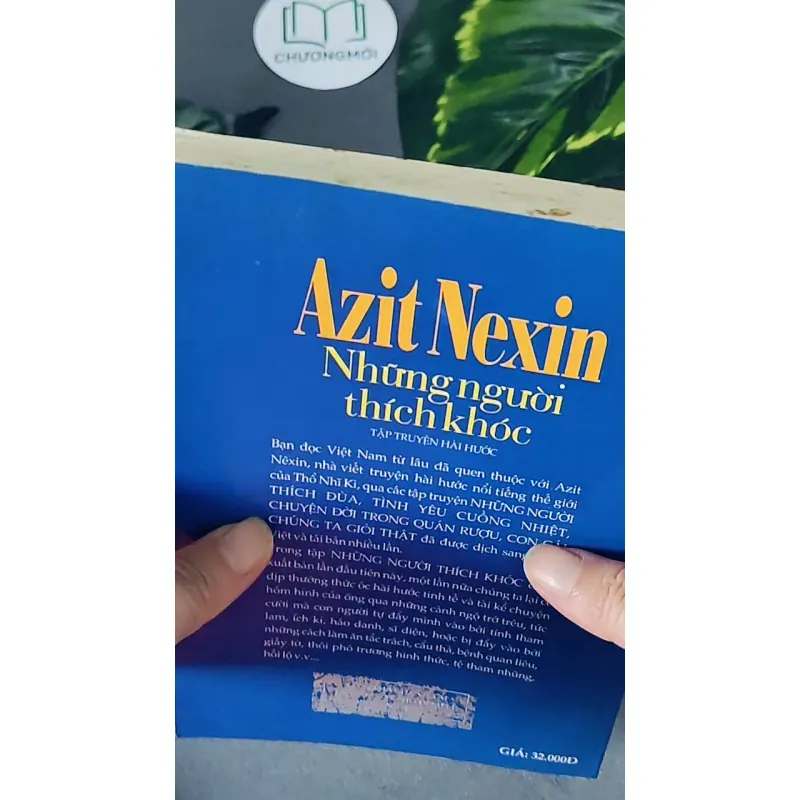 CHƯƠNGMỚI
Azit Nexin
Những người
thích khóc
TẬP TRUYỆN HÀI HƯỚC
Bạn đọc Việt Nam từ lâu đã quen thuộc với Azit
Nêxin, nhà viết truyện hài hước nổi tiếng thế giới
của Thổ Nhĩ Kì, qua các tập truyện NHỮNG NGƯỜI
THÍCH ĐÙA, TÌNH YÊU CUỒNG NHIỆT,
CHUYỆN ĐỜI TRONG QUÁN RƯỢU, CON
CHÚNG TA GIỎI THẬT đã được dịch sang
Việt và tái bản nhiều lần.
Trong tập NHỮNG NGƯỜI THÍCH KHÓC
xuất bản lần đầu tiên này, một lần nữa chúng ta lại
dịp thưởng thức óc hài hước tinh tế và tài kể chuyện
hóm hỉnh của ông qua những cảnh ngộ trớ trêu, tức
cười mà con người tự đẩy mình vào bởi tính tham
lam, ích kỉ, háo danh, sĩ diện, hoặc bị đẩy vào bởi
những cách làm ăn tắc trách, cẩu thả, bệnh quan liêu,
giấy tờ, thói phô trương hình thức, tệ tham nhũng,
hối lộ v.v...
GIÁ: 32.000Đ